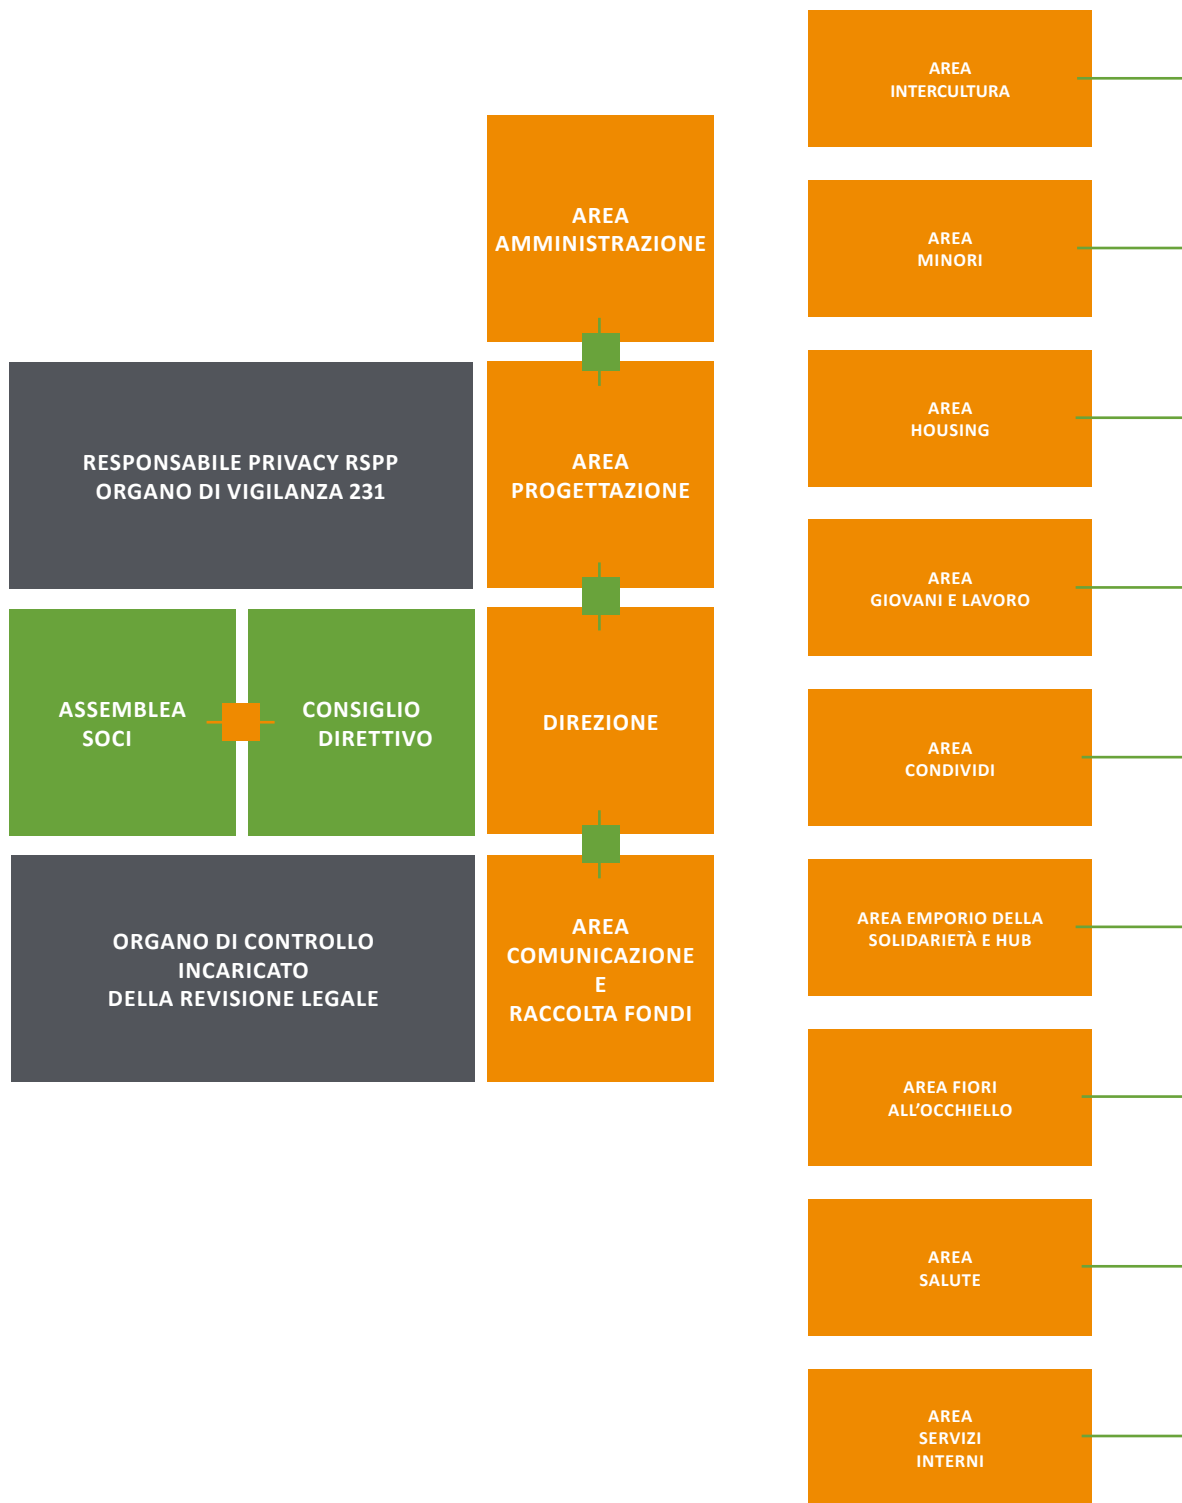 AREA
INTERCULTURA
AREA
AMMINISTRAZIONE
AREA
MINORI
AREA
HOUSING
RESPONSABILE PRIVACY RSPP
ORGANO DI VIGILANZA 231
AREA
PROGETTAZIONE
AREA
GIOVANI E LAVORO
ASSEMBLEA
SOCI
CONSIGLIO
DIRETTIVO
DIREZIONE
AREA
CONDIVIDI
ORGANO DI CONTROLLO
INCARICATO
DELLA REVISIONE LEGALE
AREA
COMUNICAZIONE
E
RACCOLTA FONDI
AREA EMPORIO DELLA
SOLIDARIETÀ E HUB
AREA FIORI
ALL’OCCHIELLO
AREA
SALUTE
AREA
SERVIZI
INTERNI